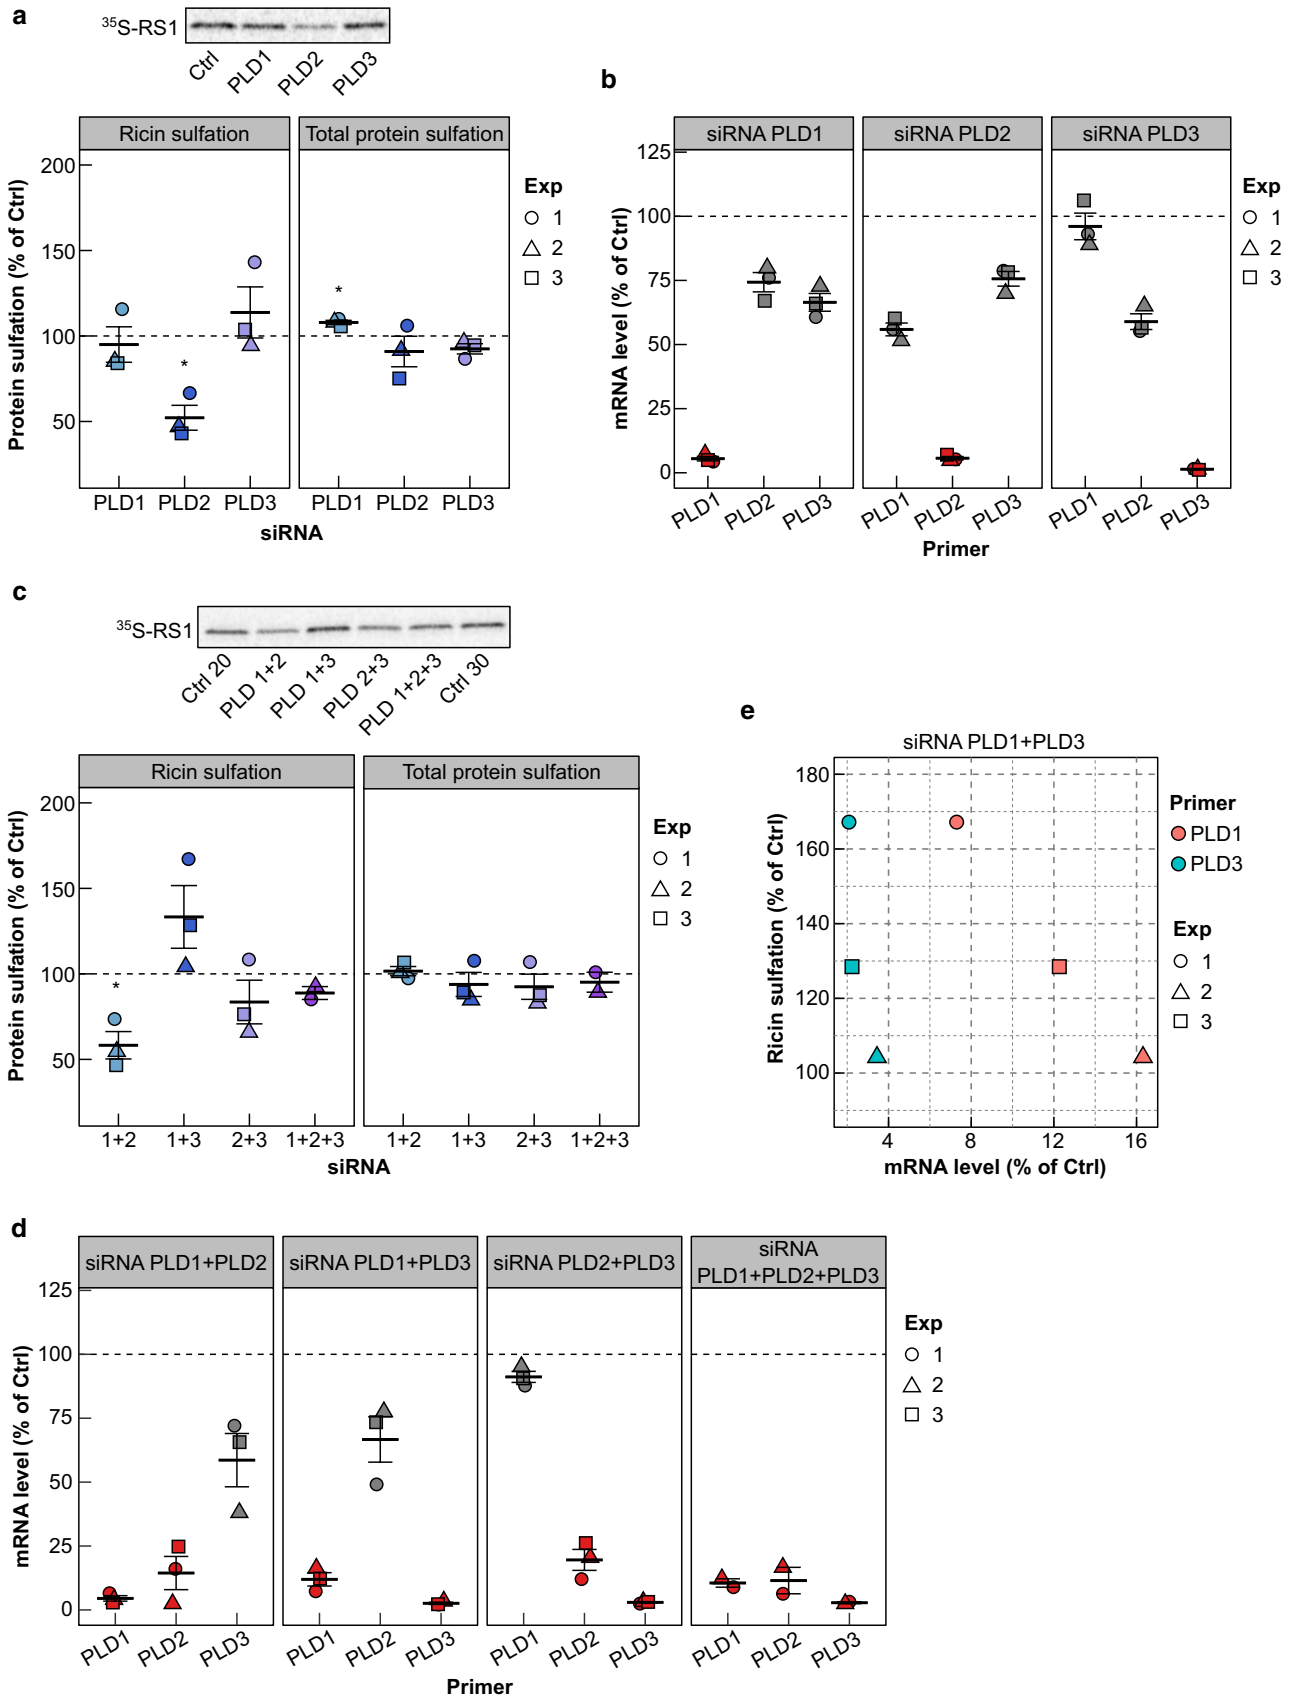 a
35S-RS1
Ctrl
PLD1
PLD2
PLD3
Ricin sulfation
Total protein sulfation
Protein sulfation (% of Ctrl)
200
150
100
50
*
*
PLD1 PLD2 PLD3
PLD1 PLD2 PLD3
siRNA
Exp
1
2
3
b
siRNA PLD1
siRNA PLD2
siRNA PLD3
mRNA level (% of Ctrl)
125
100
75
50
25
0
PLD1 PLD2 PLD3
PLD1 PLD2 PLD3
PLD1 PLD2 PLD3
Primer
Exp
1
2
3
c
35S-RS1
Ctrl 20
PLD 1+2
PLD 1+3
PLD 2+3
PLD 1+2+3
Ctrl 30
Ricin sulfation
Total protein sulfation
Protein sulfation (% of Ctrl)
200
150
100
50
*
1+2 1+3 2+3 1+2+3
1+2 1+3 2+3 1+2+3
siRNA
Exp
1
2
3
e
siRNA PLD1+PLD3
Ricin sulfation (% of Ctrl)
180
160
140
120
100
4 8 12 16
mRNA level (% of Ctrl)
Primer
PLD1
PLD3
Exp
1
2
3
d
siRNA PLD1+PLD2
siRNA PLD1+PLD3
siRNA PLD2+PLD3
siRNA
PLD1+PLD2+PLD3
mRNA level (% of Ctrl)
125
100
75
50
25
0
PLD1 PLD2 PLD3
PLD1 PLD2 PLD3
PLD1 PLD2 PLD3
PLD1 PLD2 PLD3
Primer
Exp
1
2
3